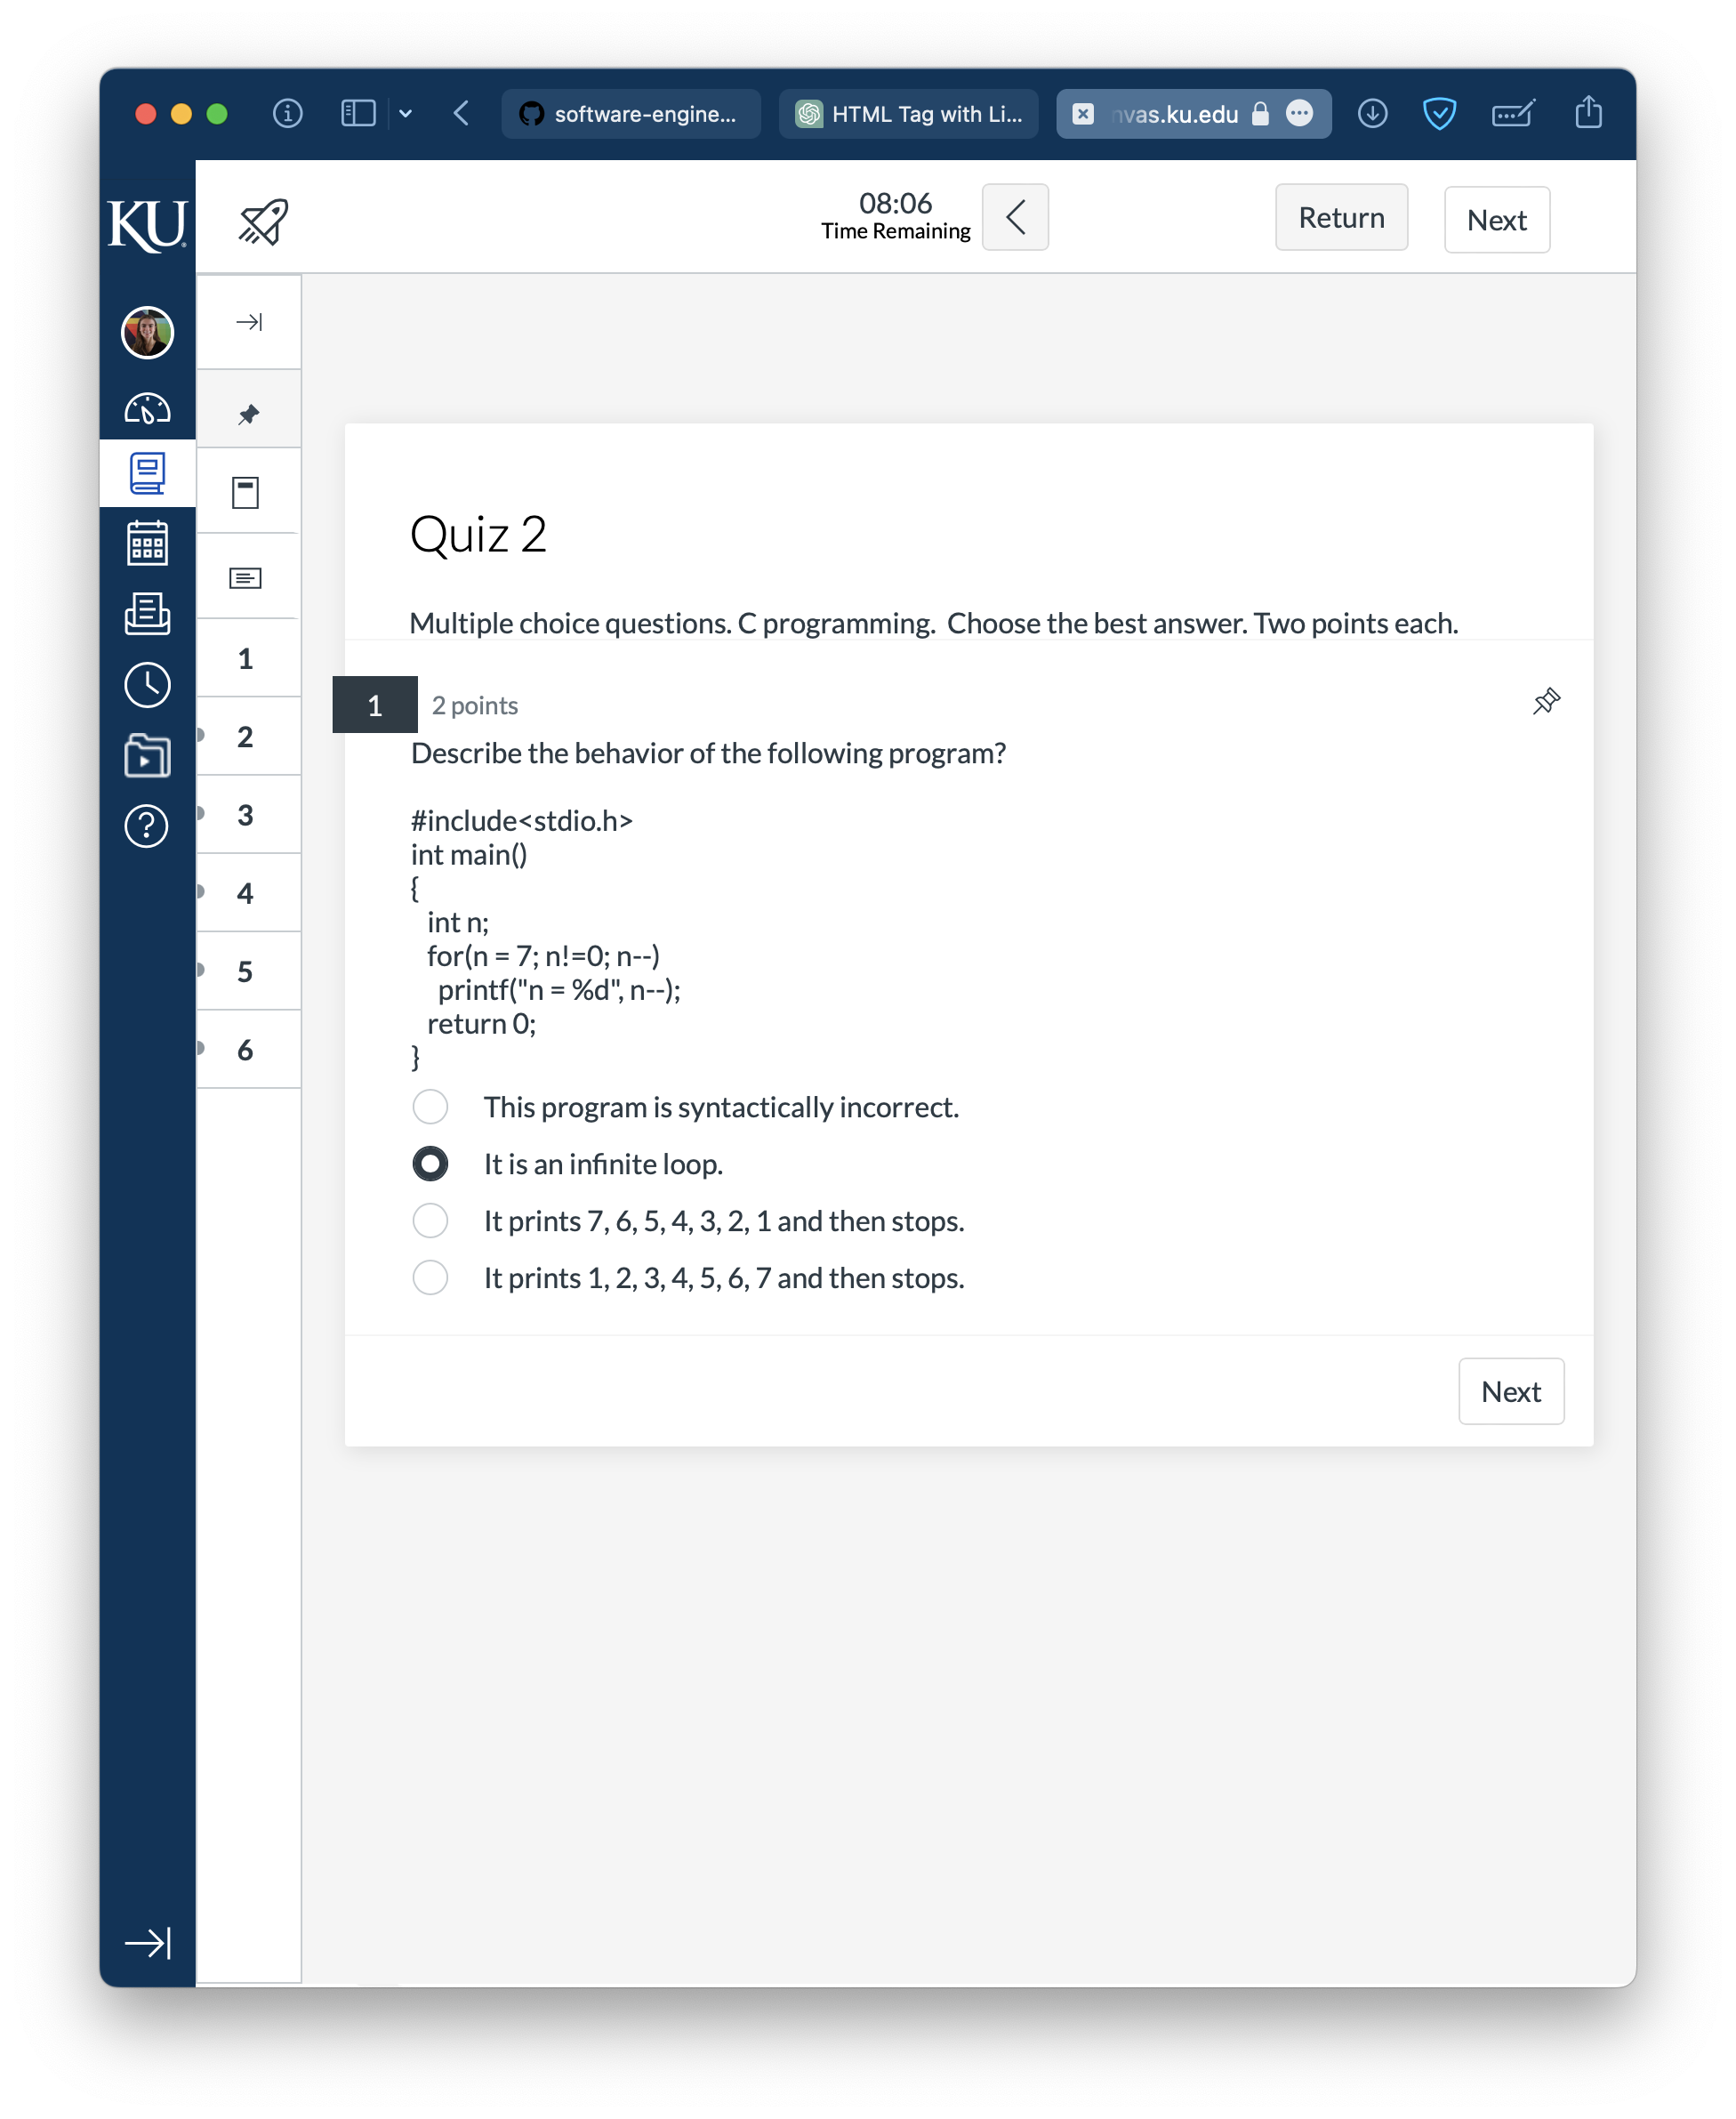 software-engine...
HTML Tag with Li...
nvas.ku.edu
KU
08:06
Time Remaining
Return
Next
1
2
3
4
5
6
Quiz 2
Multiple choice questions. C programming. Choose the best answer. Two points each.
1
2 points
Describe the behavior of the following program?
#include<stdio.h>
int main()
{
int n;
for(n = 7; n!=0; n--)
printf("n = %d", n--);
return 0;
}
This program is syntactically incorrect.
It is an infinite loop.
It prints 7, 6, 5, 4, 3, 2, 1 and then stops.
It prints 1, 2, 3, 4, 5, 6, 7 and then stops.
Next